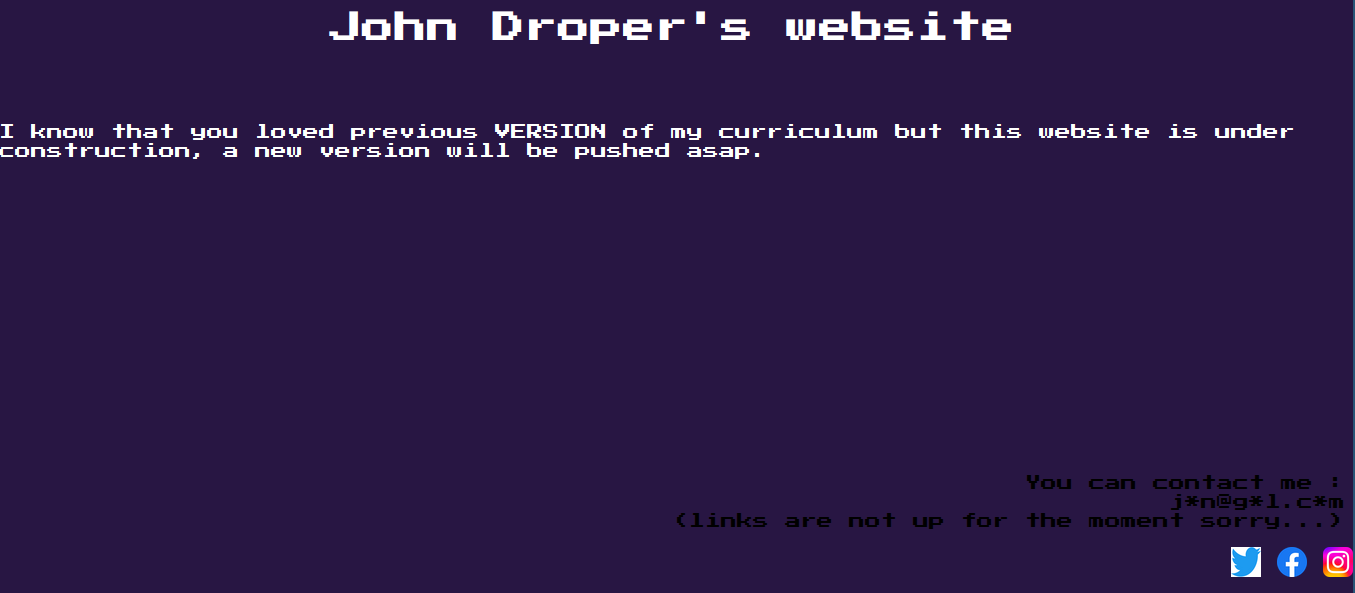 John Droper's website
I know that you loved previous VERSION of my curriculum but this website is under
construction, a new version will be pushed asap.
You can contact me :
j*n@g*l.c*m
(links are not up for the moment sorry...)